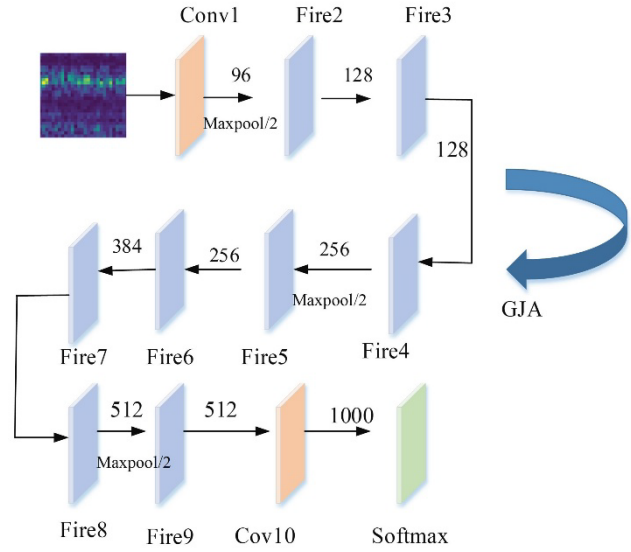 Conv1
Fire2
Fire3
96
128
Maxpool/2
128
GJA
384
256
256
Maxpool/2
Fire7
Fire6
Fire5
Fire4
512
512
1000
Maxpool/2
Fire8
Fire9
Cov10
Softmax